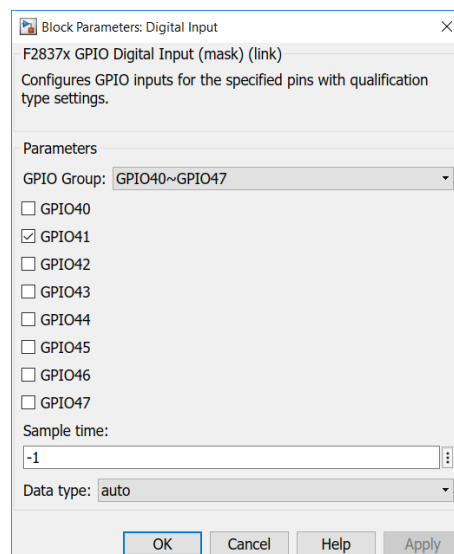 Block Parameters: Digital Input
F2837x GPIO Digital Input (mask) (link)
Configures GPIO inputs for the specified pins with qualification
type settings.
Parameters
GPIO Group: GPIO40~GPIO47
GPIO40
GPIO41
GPIO42
GPIO43
GPIO44
GPIO45
GPIO46
GPIO47
Sample time:
-1
Data type: auto
OK Cancel Help Apply